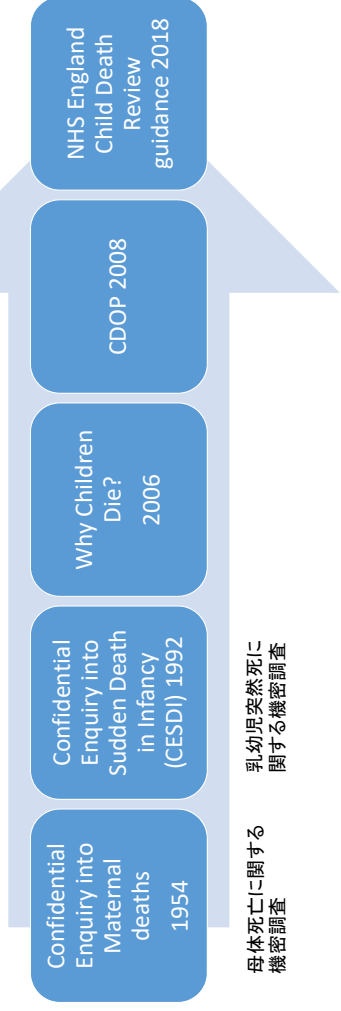 Confidential
Enquiry into
Maternal
deaths
1954
Confidential
Enquiry into
Sudden Death
in Infancy
(CESDI) 1992
Why Children
Die?
2006
CDOP 2008
NHS England
Child Death
Review
guidance 2018
母体死亡に関する
機密調査
乳幼児突然死に
関する機密調査